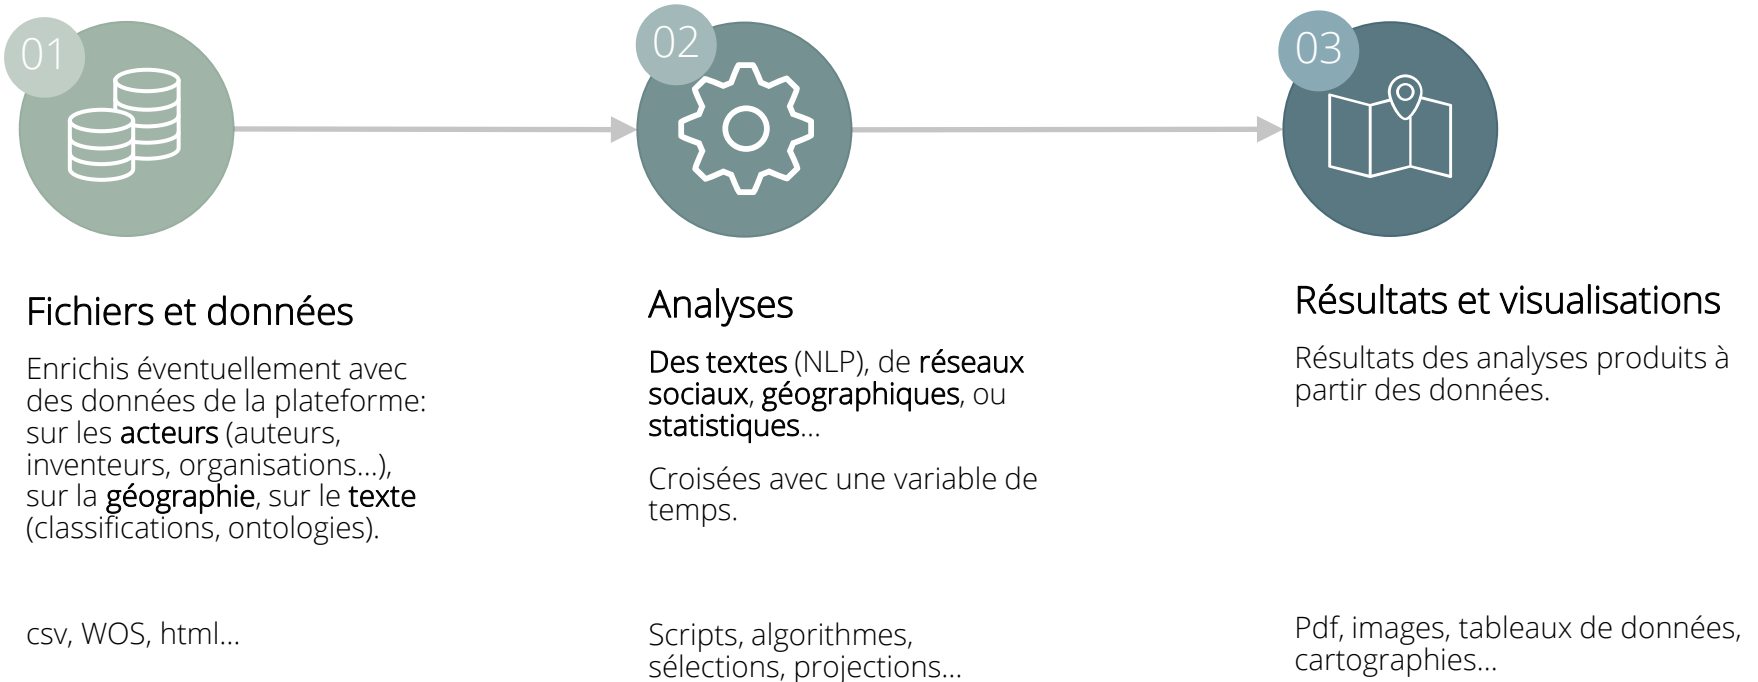 01
02
03
Fichiers et données
Enrichis éventuellement avec
des données de la plateforme:
sur les acteurs (auteurs,
inventeurs, organisations...),
sur la géographie, sur le texte
(classifications, ontologies).
csv, WOS, html...
Analyses
Des textes (NLP), de réseaux
sociaux, géographiques, ou
statistiques...
Croisées avec une variable de
temps.
Scripts, algorithmes,
sélections, projections...
Résultats et visualisations
Résultats des analyses produits à
partir des données.
Pdf, images, tableaux de données,
cartographies...